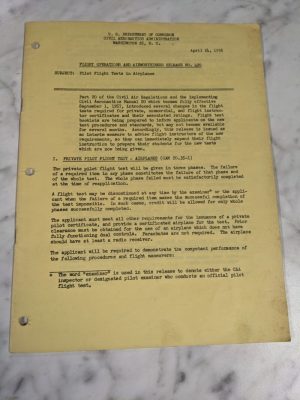 U. S. DEPARTMENT OF COMMERCE
CIVIL AERONAUTICS ADMINISTRATION
WASHINGTON 25, D. C.
April 24, 1958
FLIGHT OPERATIONS AND AIRWORTHINESS RELEASE NO. 420
SUBJECT: Pilot Flight Tests in Airplanes
Part 20 of the Civil Air Regulations and the implementing
Civil Aeronautics Manual 20 which became fully effective
September 1, 1957, introduced several changes in the flight
tests required for private, commercial, and flight instruc-
tor certificates and their associated ratings. Flight test
booklets are being prepared to inform applicants on the new
test procedures and standards, but may not become available
for several months. Accordingly, this release is issued as
an interim measure to advise flight instructors of the new
requirements, so they can immediately expand their flight
instruction to prepare their students for the new tests
which are now being given.
I. PRIVATE PILOT FLIGHT TEST - AIRPLANES (CAM 20.35-1)
The private pilot flight test will be given in three phases. The failure
of a required item in any phase constitutes the failure of that phase and
of the whole test. The whole phase failed must be satisfactorily completed
at the time of reapplication.
A flight test may be discontinued at any time by the examiner* or the appli-
cant when the failure of a required item makes the successful completion of
the test impossible. In such cases, credit will be allowed for only whole
phases successfully completed.
The applicant must meet all other requirements for the issuance of a private
pilot certificate, and provide a certificated airplane for the test. Prior
clearance must be obtained for the use of an airplane which does not have
fully functioning dual controls. Parachutes are not required. The airplane
should have at least a radio receiver.
The applicant will be required to demonstrate the competent performance of
the following procedures and flight maneuvers:
* The word "examiner" is used in this release to denote either the CAA
inspector or designated pilot examiner who conducts an official pilot
flight test.